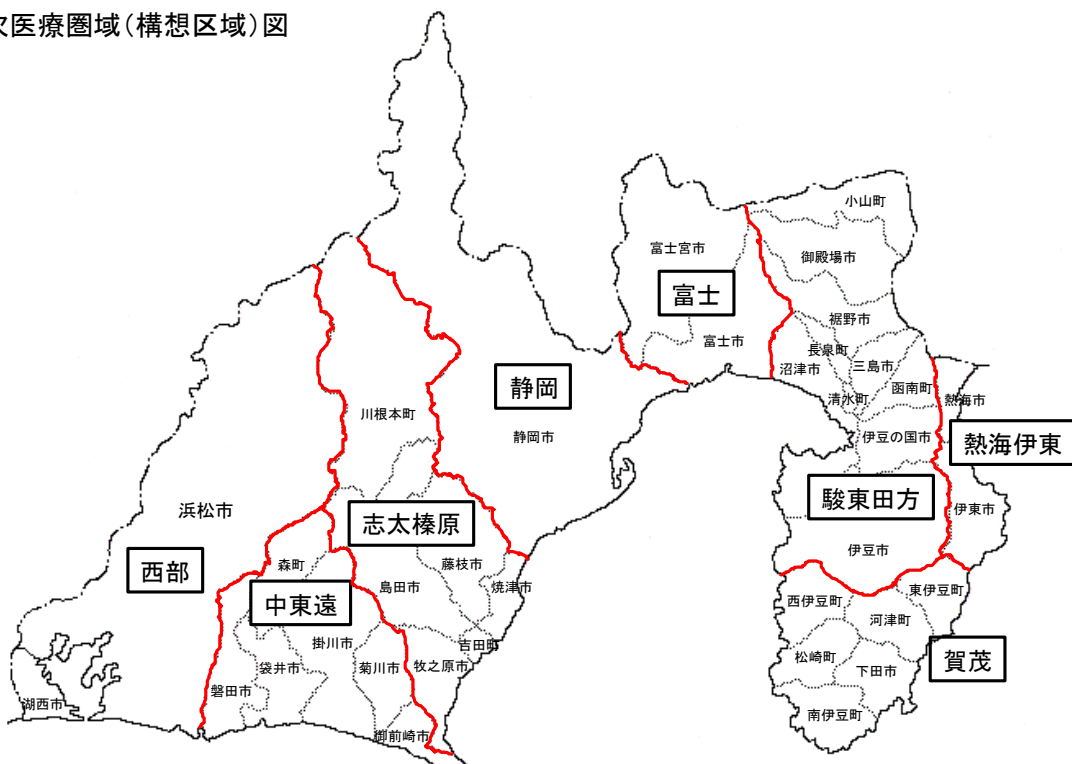 次医療圏域(構想区域)図
小山町
富士宮市
御殿場市
富士
裾野市
富士市
長泉町
沼津市
三島市
静岡
函南町
清水町
熱海市
川根本町
静岡市
伊豆の国市
熱海伊東
駿東田方
浜松市
志太榛原
伊東市
伊豆市
森町
藤枝市
西部
焼津市
島田市
東伊豆町
中東遠
西伊豆町
河津町
掛川市
吉田町
賀茂
袋井市
菊川市
牧之原市
松崎町
下田市
磐田市
湖西市
南伊豆町
御前崎市